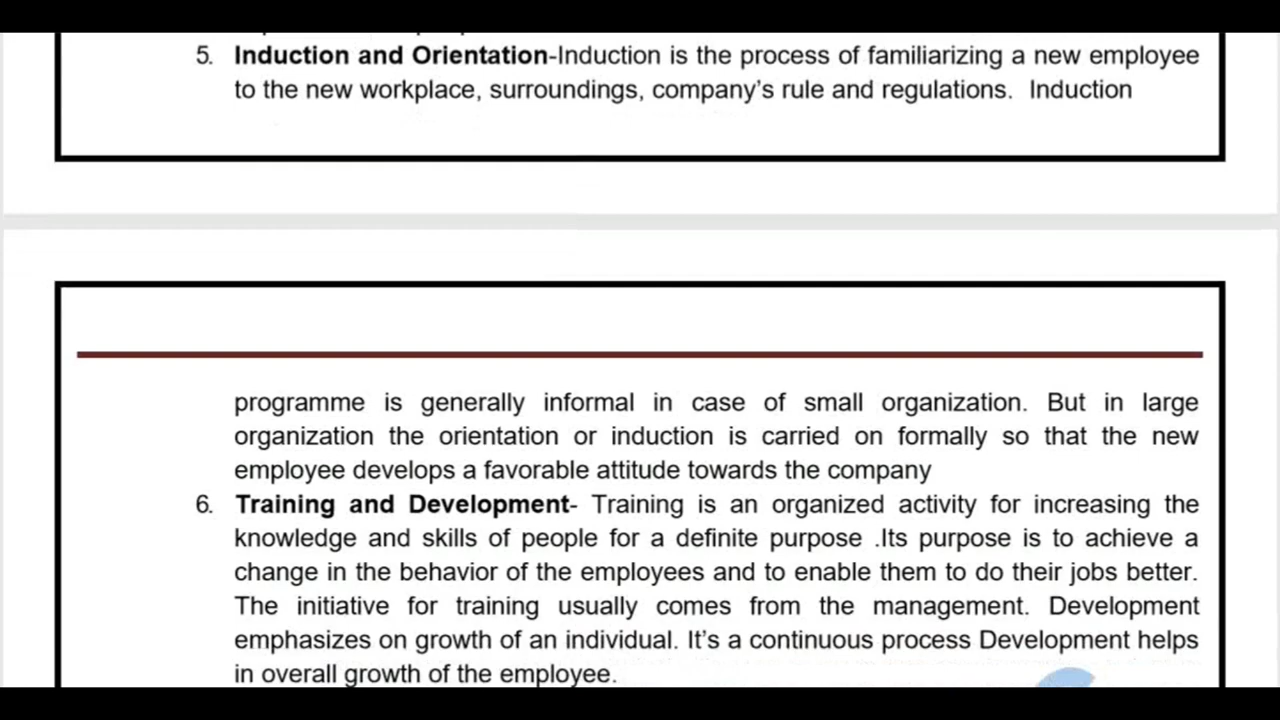 5. Induction and Orientation-Induction is the process of familiarizing a new employee
to the new workplace, surroundings, company's rule and regulations. Induction
programme is generally informal in case of small organization. But in large
organization the orientation or induction is carried on formally so that the new
employee develops a favorable attitude towards the company
6. Training and Development- Training is an organized activity for increasing the
knowledge and skills of people for a definite purpose .Its purpose is to achieve a
change in the behavior of the employees and to enable them to do their jobs better.
The initiative for training usually comes from the management. Development
emphasizes on growth of an individual. It's a continuous process Development helps
in overall growth of the employee.